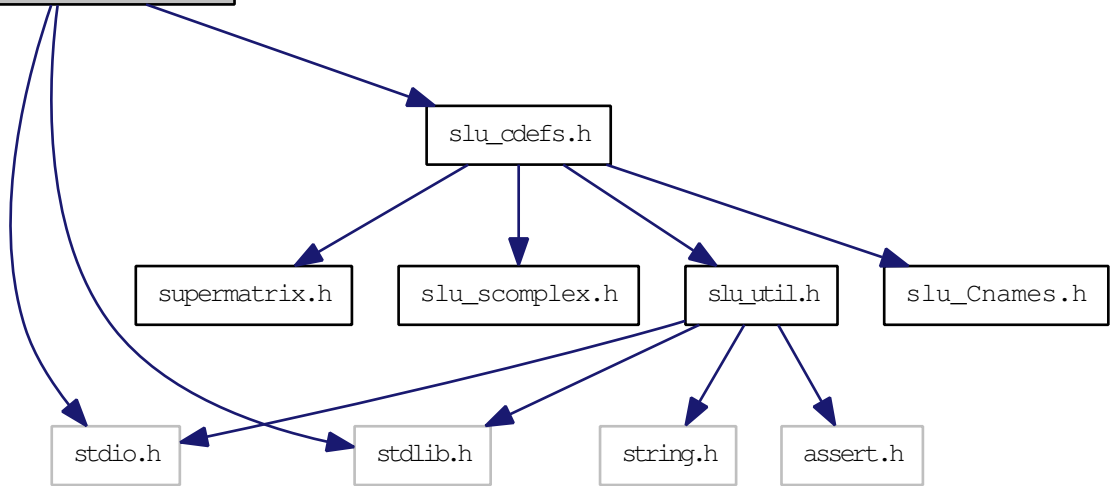 slu_cdefs.h
supermatrix.h
slu_scomplex.h
slu_util.h
slu_Cnames.h
stdio.h
stdlib.h
string.h
assert.h